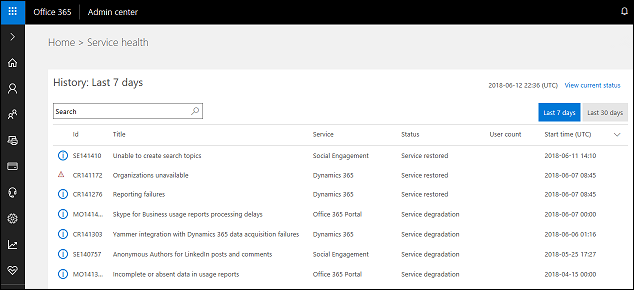 Office 365 Admin center
Home > Service health
History: Last 7 days
2018-06-12 22:36 (UTC) View current status
Search
Last 7 days Last 30 days
Id Title Service Status User count Start time (UTC)
SE141410 Unable to create search topics Social Engagement Service restored 2018-06-11 14:10
CR141172 Organizations unavailable Dynamics 365 Service restored 2018-06-07 08:45
CR141276 Reporting failures Dynamics 365 Service restored 2018-06-07 08:45
MO1414... Skype for Business usage reports processing delays Office 365 Portal Service degradation 2018-06-07 00:00
CR141303 Yammer integration with Dynamics 365 data acquisition failures Dynamics 365 Service degradation 2018-06-06 01:16
SE140757 Anonymous Authors for LinkedIn posts and comments Social Engagement Service degradation 2018-05-25 17:27
MO1413... Incomplete or absent data in usage reports Office 365 Portal Service degradation 2018-04-15 00:00